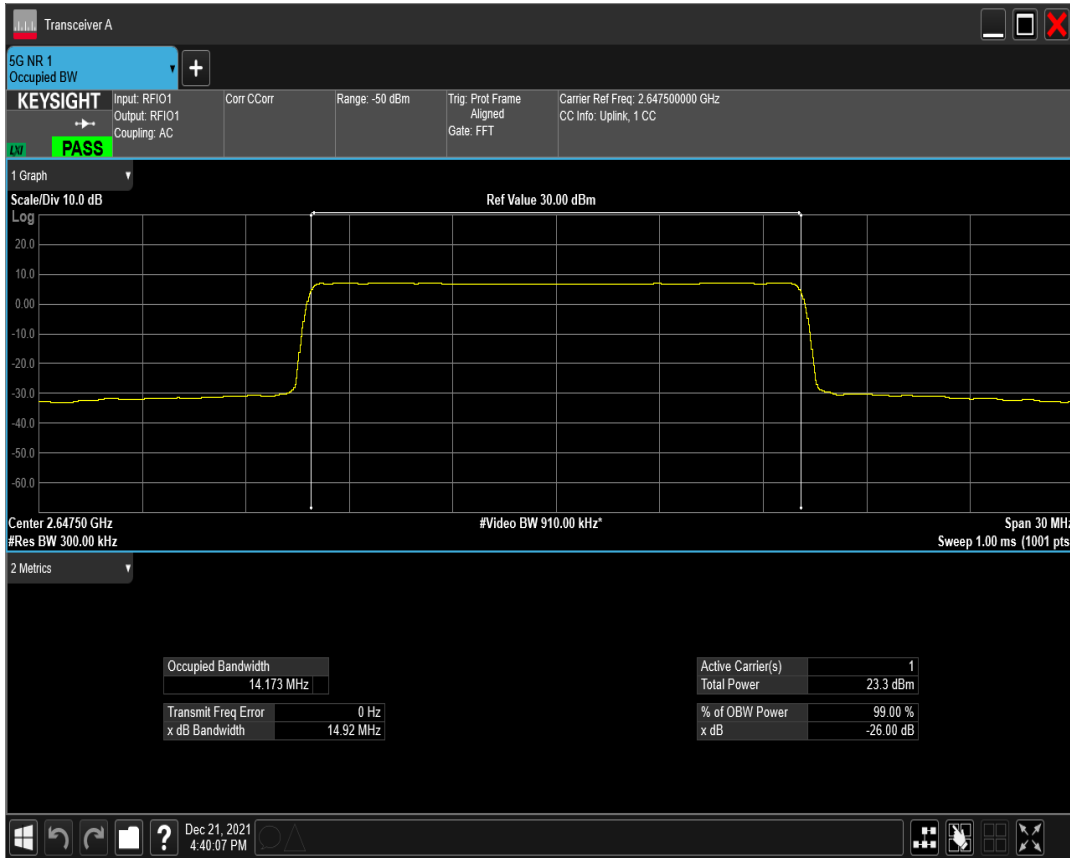 Transceiver A
5G NR 1
Occupied BW
KEYSIGHT
LXI
PASS
Input: RFIO1
Output: RFIO1
Coupling: AC
Corr CCorr
Range: -50 dBm
Trig: Prot Frame
Aligned
Gate: FFT
Carrier Ref Freq: 2.647500000 GHz
CC Info: Uplink, 1 CC
1 Graph
Scale/Div 10.0 dB
Ref Value 30.00 dBm
Log
20.0
10.0
0.00
-10.0
-20.0
-30.0
-40.0
-50.0
-60.0
Center 2.64750 GHz
#Video BW 910.00 kHz*
Span 30 MHz
#Res BW 300.00 kHz
Sweep 1.00 ms (1001 pts
2 Metrics
Occupied Bandwidth
14.173 MHz
Transmit Freq Error 0 Hz
x dB Bandwidth 14.92 MHz
Active Carrier(s) 1
Total Power 23.3 dBm
% of OBW Power 99.00 %
x dB -26.00 dB
?
Dec 21, 2021
4:40:07 PM